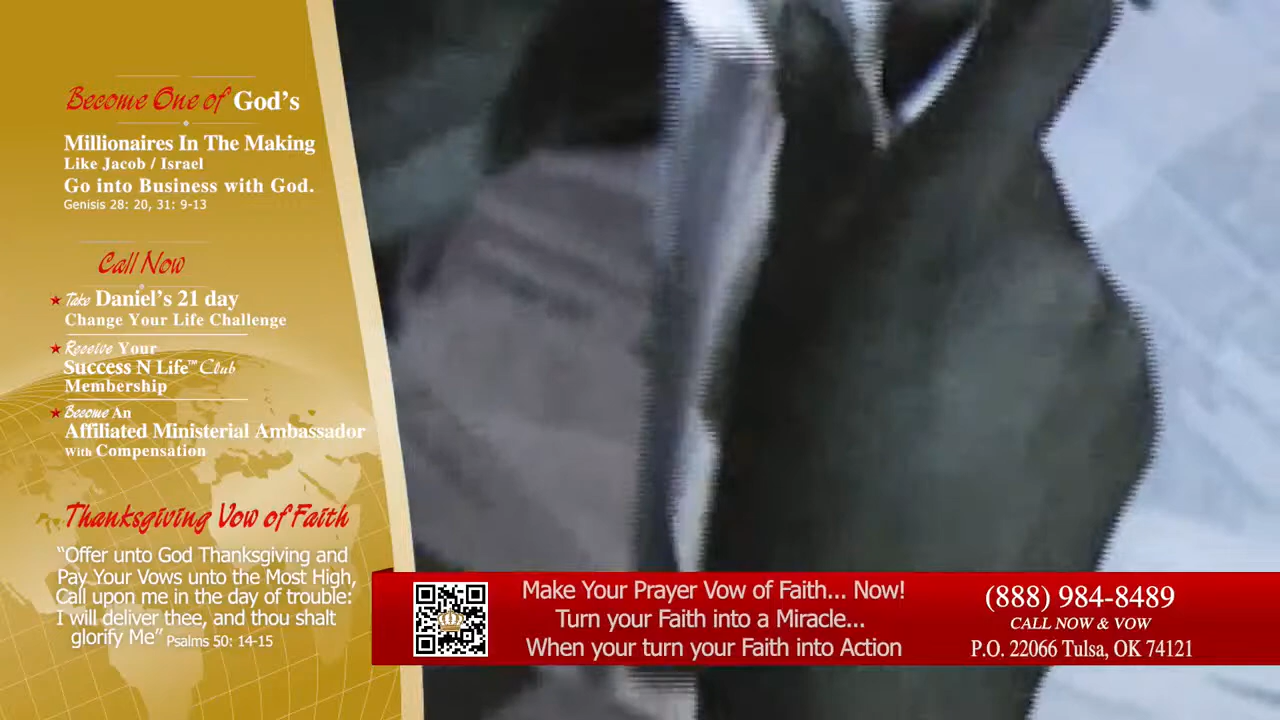 Become One of God's
Millionaires In The Making
Like Jacob / Israel
Go into Business with God.
Genisis 28: 20, 31: 9-13
Call Now
Take Daniel's 21 day
Change Your Life Challenge
Receive Your
Success N Life™ Club
Membership
Become An
Affiliated Ministerial Ambassador
With Compensation
Thanksgiving Vow of Faith
“Offer unto God Thanksgiving and
Pay Your Vows unto the Most High,
Call upon me in the day of trouble:
I will deliver thee, and thou shalt
glorify Me” Psalms 50: 14-15
Make Your Prayer Vow of Faith... Now!
Turn your Faith into a Miracle...
When your turn your Faith into Action
(888) 984-8489
CALL NOW & VOW
P.O. 22066 Tulsa, OK 74121